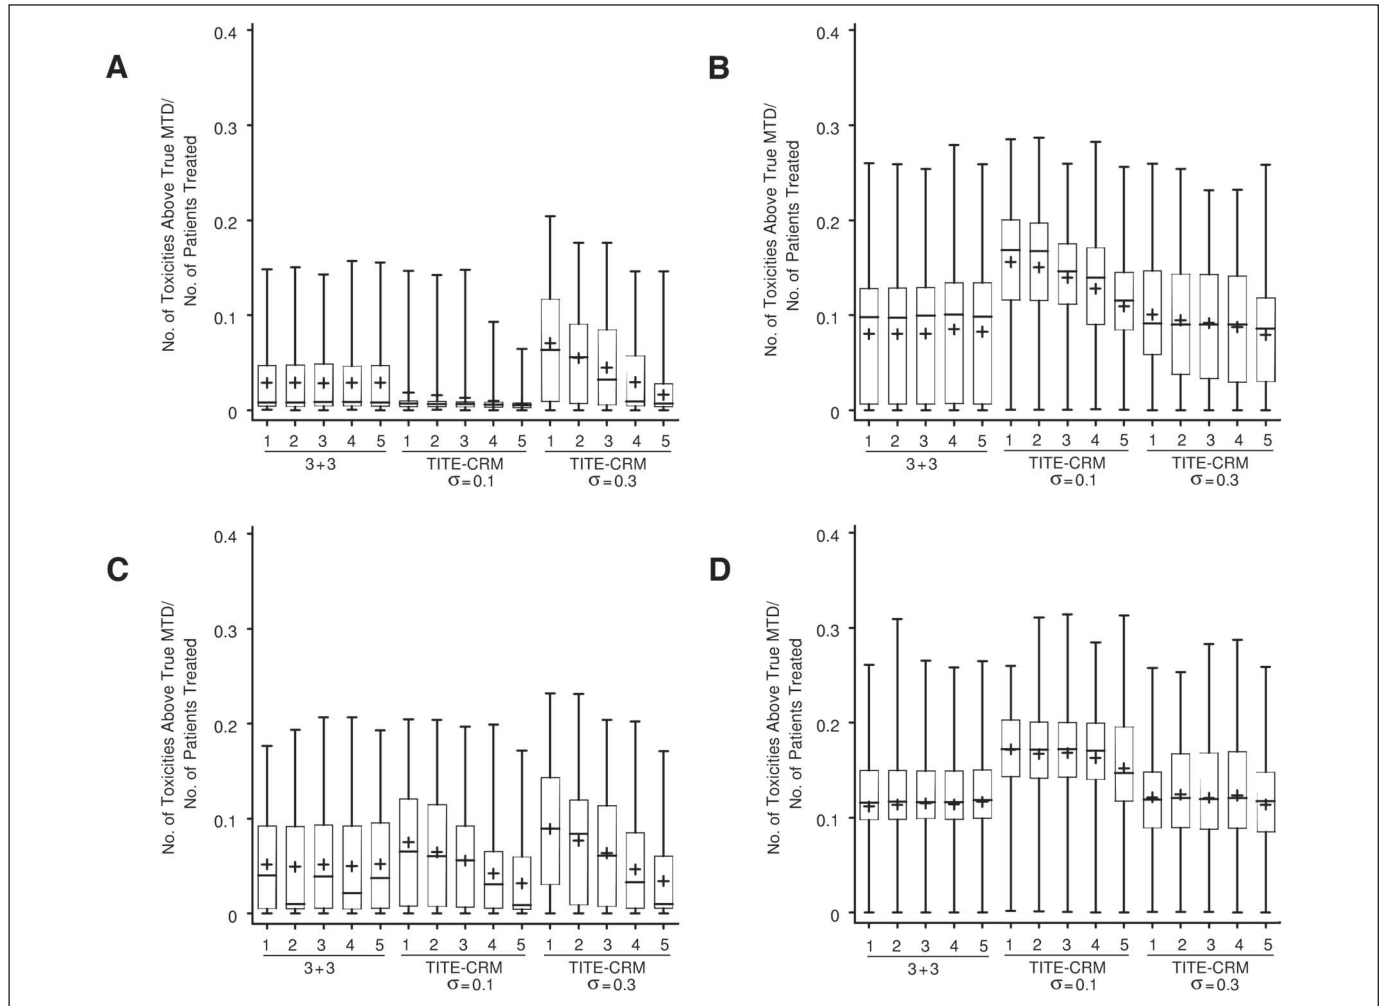 A
No. of Toxicities Above True MTD/
No. of Patients Treated
0.4
0.3
0.2
0.1
0
1 2 3 4 5 1 2 3 4 5 1 2 3 4 5
3+3 TITE-CRM TITE-CRM
σ=0.1 σ=0.3
B
No. of Toxicities Above True MTD/
No. of Patients Treated
0.4
0.3
0.2
0.1
0
1 2 3 4 5 1 2 3 4 5 1 2 3 4 5
3+3 TITE-CRM TITE-CRM
σ=0.1 σ=0.3
C
No. of Toxicities Above True MTD/
No. of Patients Treated
0.4
0.3
0.2
0.1
0
1 2 3 4 5 1 2 3 4 5 1 2 3 4 5
3+3 TITE-CRM TITE-CRM
σ=0.1 σ=0.3
D
No. of Toxicities Above True MTD/
No. of Patients Treated
0.4
0.3
0.2
0.1
0
1 2 3 4 5 1 2 3 4 5 1 2 3 4 5
3+3 TITE-CRM TITE-CRM
σ=0.1 σ=0.3